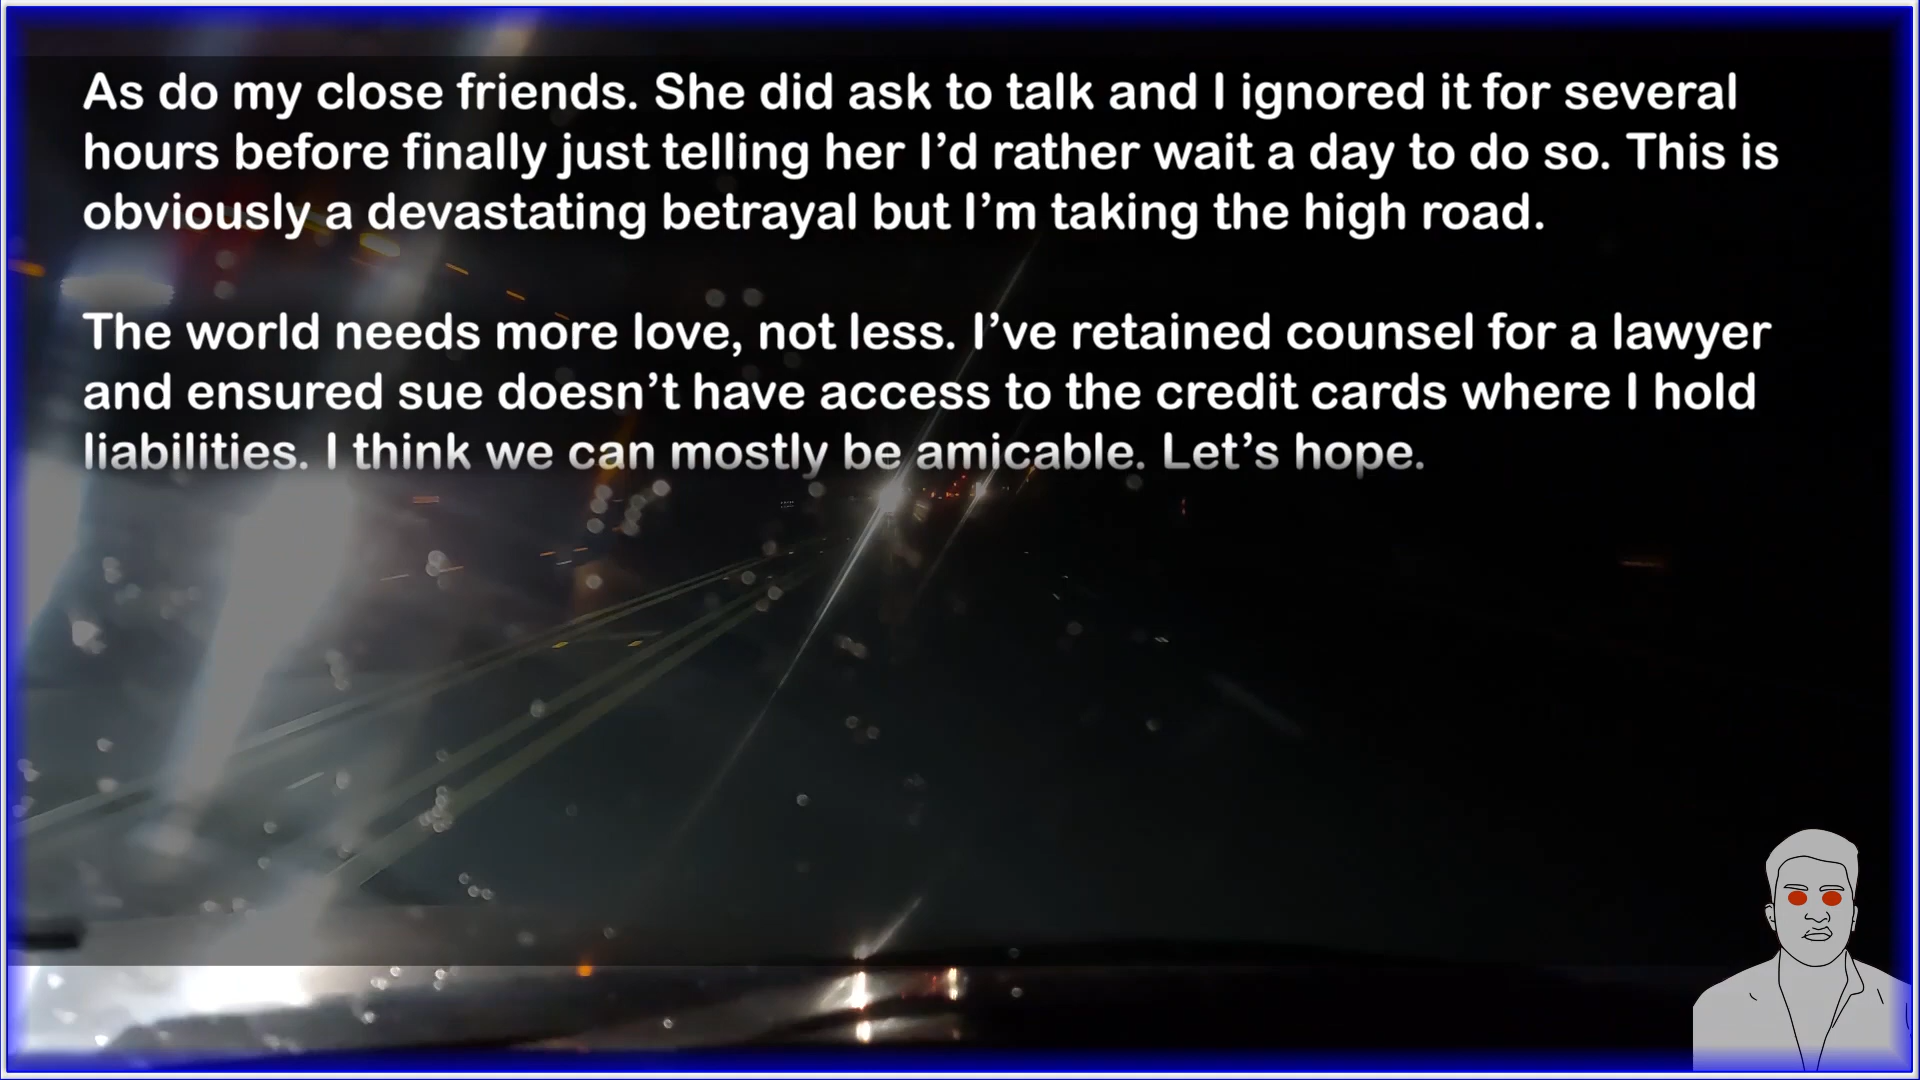 As do my close friends. She did ask to talk and I ignored it for several
hours before finally just telling her I’d rather wait a day to do so. This is
obviously a devastating betrayal but I’m taking the high road.
The world needs more love, not less. I’ve retained counsel for a lawyer
and ensured sue doesn’t have access to the credit cards where I hold
liabilities. I think we can mostly be amicable. Let’s hope.